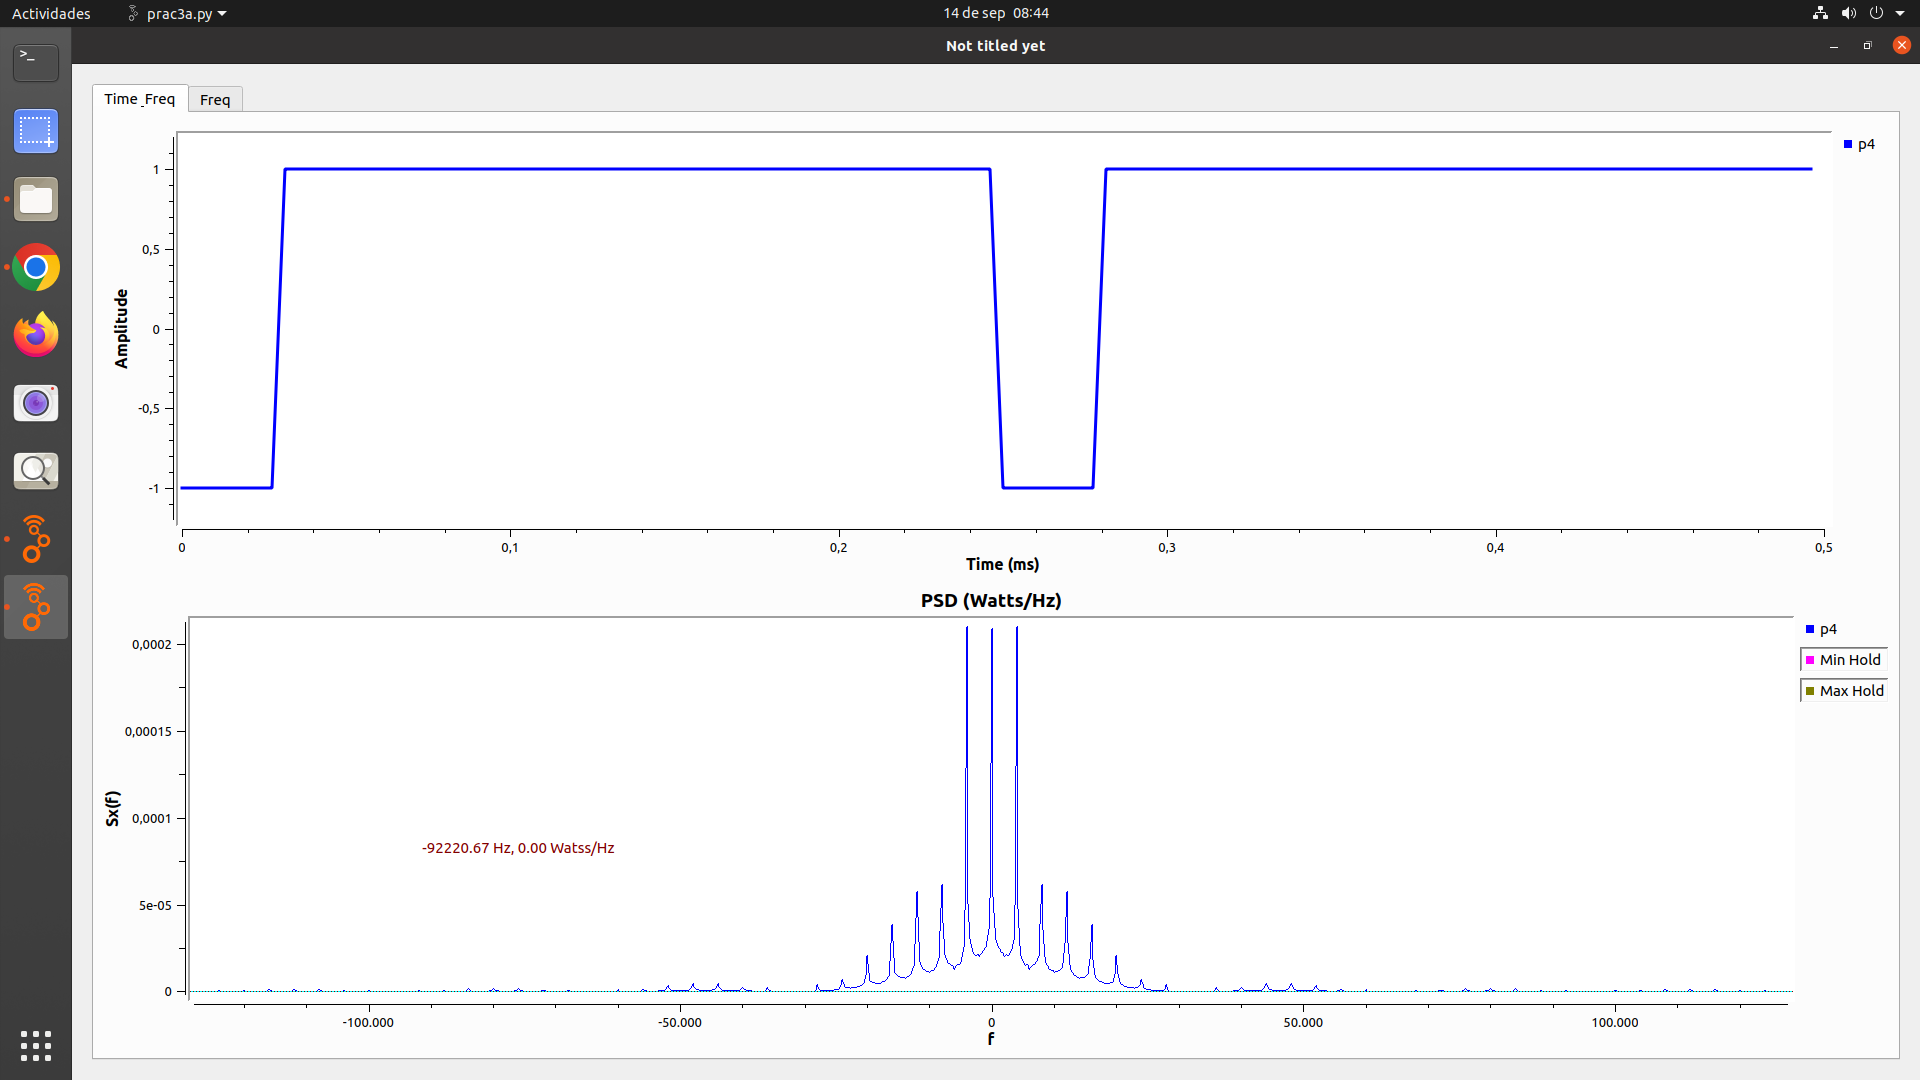 Actividades prac3a.py 14 de sep 08:44
Not titled yet
Time_Freq Freq
p4
1
0,5
0
-0,5
-1
Amplitude
0 0,1 0,2 0,3 0,4 0,5
Time (ms)
PSD (Watts/Hz)
p4
Min Hold
Max Hold
0,0002
0,00015
0,0001
5e-05
0
Sx(f)
-92220.67 Hz, 0.00 Watss/Hz
-100.000 -50.000 0 50.000 100.000
f